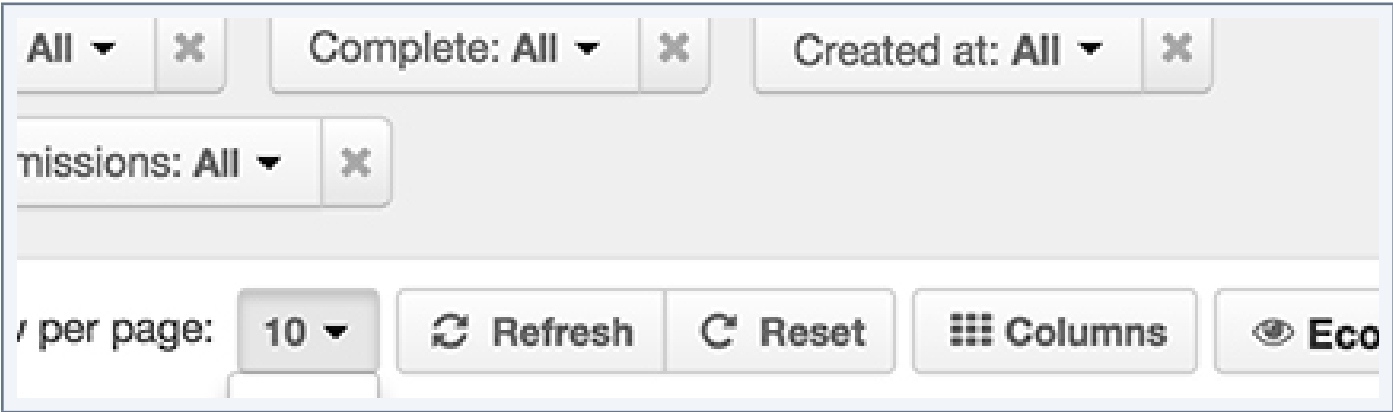 All Complete: All Created at: All
missions: All
per page: 10 Refresh Reset Columns Eco